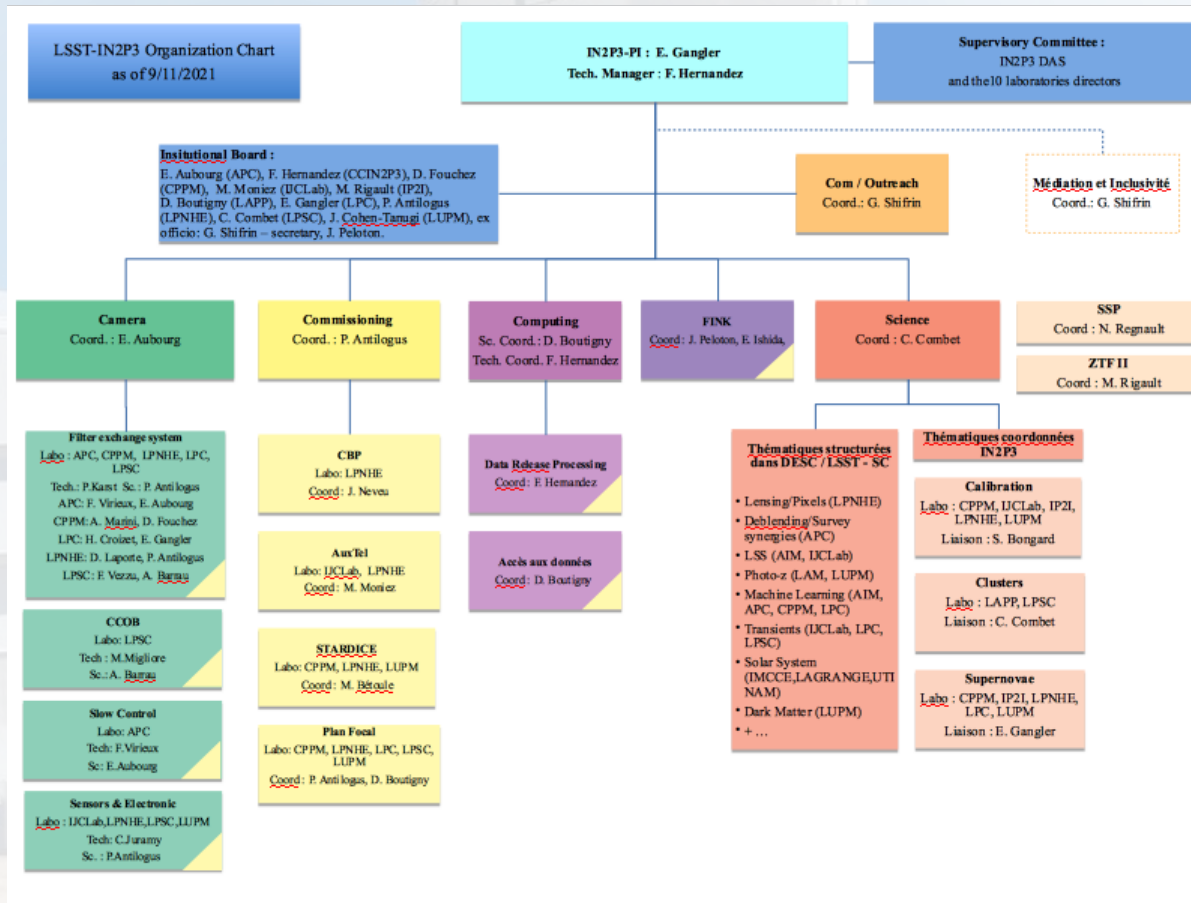 LSST-IN2P3 Organization Chart
as of 9/11/2021
IN2P3-PI : E. Gangler
Tech. Manager : F. Hernandez
Supervisory Committee :
IN2P3 DAS
and the10 laboratories directors
Insitutional Board :
E. Aubourg (APC), F. Hernandez (CCIN2P3), D.
Fouchez
(CPPM), M. Moniez (IJCLab), M. Rigault (IP2I),
D. Boutigny (LAPP), E. Gangler (LPC), P. Antilogus
(LPNHE), C. Combet (LPSC), J. Cohen-Tanugi (LUPM), ex
officio: G. Shifrin – secretary, J. Peloton.
Com / Outreach
Coord.: G. Shifrin
Médiation et Inclusivité
Coord.: G. Shifrin
Camera
Coord. : E. Aubourg
Commissioning
Coord. : P. Antilogus
Computing
Sc. Coord. : D. Boutigny
Tech. Coord. F. Hernandez
FINK
Coord: J. Peloton, E. Ishida,
Science
Coord : C. Combet
SSP
Coord : N. Regnault
ZTF II
Coord : M. Rigault
Filter exchange system
Labo : APC, CPPM, LPNHE, LPC,
LPSC
Tech.: P.Karst Sc.: P. Antilogus
APC: F. Virieux, E. Aubourg
CPPM: A. Marini, D. Fouchez
LPC: H. Croizet, E. Gangler
LPNHE: D. Laporte, P. Antilogus
LPSC: F. Vezzu, A. Barrau
CCOB
Labo: LPSC
Tech : M.Migliore
Sc.: A. Barrau
Slow Control
Labo: APC
Tech: F.Virieux
Sc: E.Aubourg
Sensors & Electronic
Labo : IJCLab,LPNHE,LPSC,LUPM
Tech: C.Juramy
Sc. : P.Antilogus
CBP
Labo: LPNHE
Coord : J. Neveu
AuxTel
Labo: IJCLab, LPNHE
Coord : M. Moniez
STARDICE
Labo: CPPM, LPNHE, LUPM
Coord : M. Bétoule
Plan Focal
Labo: CPPM, LPNHE, LPC, LPSC,
LUPM
Coord : P. Antilogus, D. Boutigny
Data Release Processing
Coord: F. Hernandez
Accès aux données
Coord: D. Boutigny
Thématiques structurées
dans DESC / LSST - SC
• Lensing/Pixels (LPNHE)
• Deblending/Survey
synergies (APC)
• LSS (AIM, IJCLab)
• Photo-z (LAM, LUPM)
• Machine Learning (AIM,
APC, CPPM, LPC)
• Transients (IJCLab, LPC,
LPSC)
• Solar System
(IMCCE,LAGRANGE,UTI
NAM)
• Dark Matter (LUPM)
• + ...
Thématiques coordonnées
IN2P3
Calibration
Labo : CPPM, IJCLab, IP2I,
LPNHE, LUPM
Liaison : S. Bongard
Clusters
Labo : LAPP, LPSC
Liaison : C. Combet
Supernovae
Labo : CPPM, IP2I, LPNHE,
LPC, LUPM
Liaison : E. Gangler